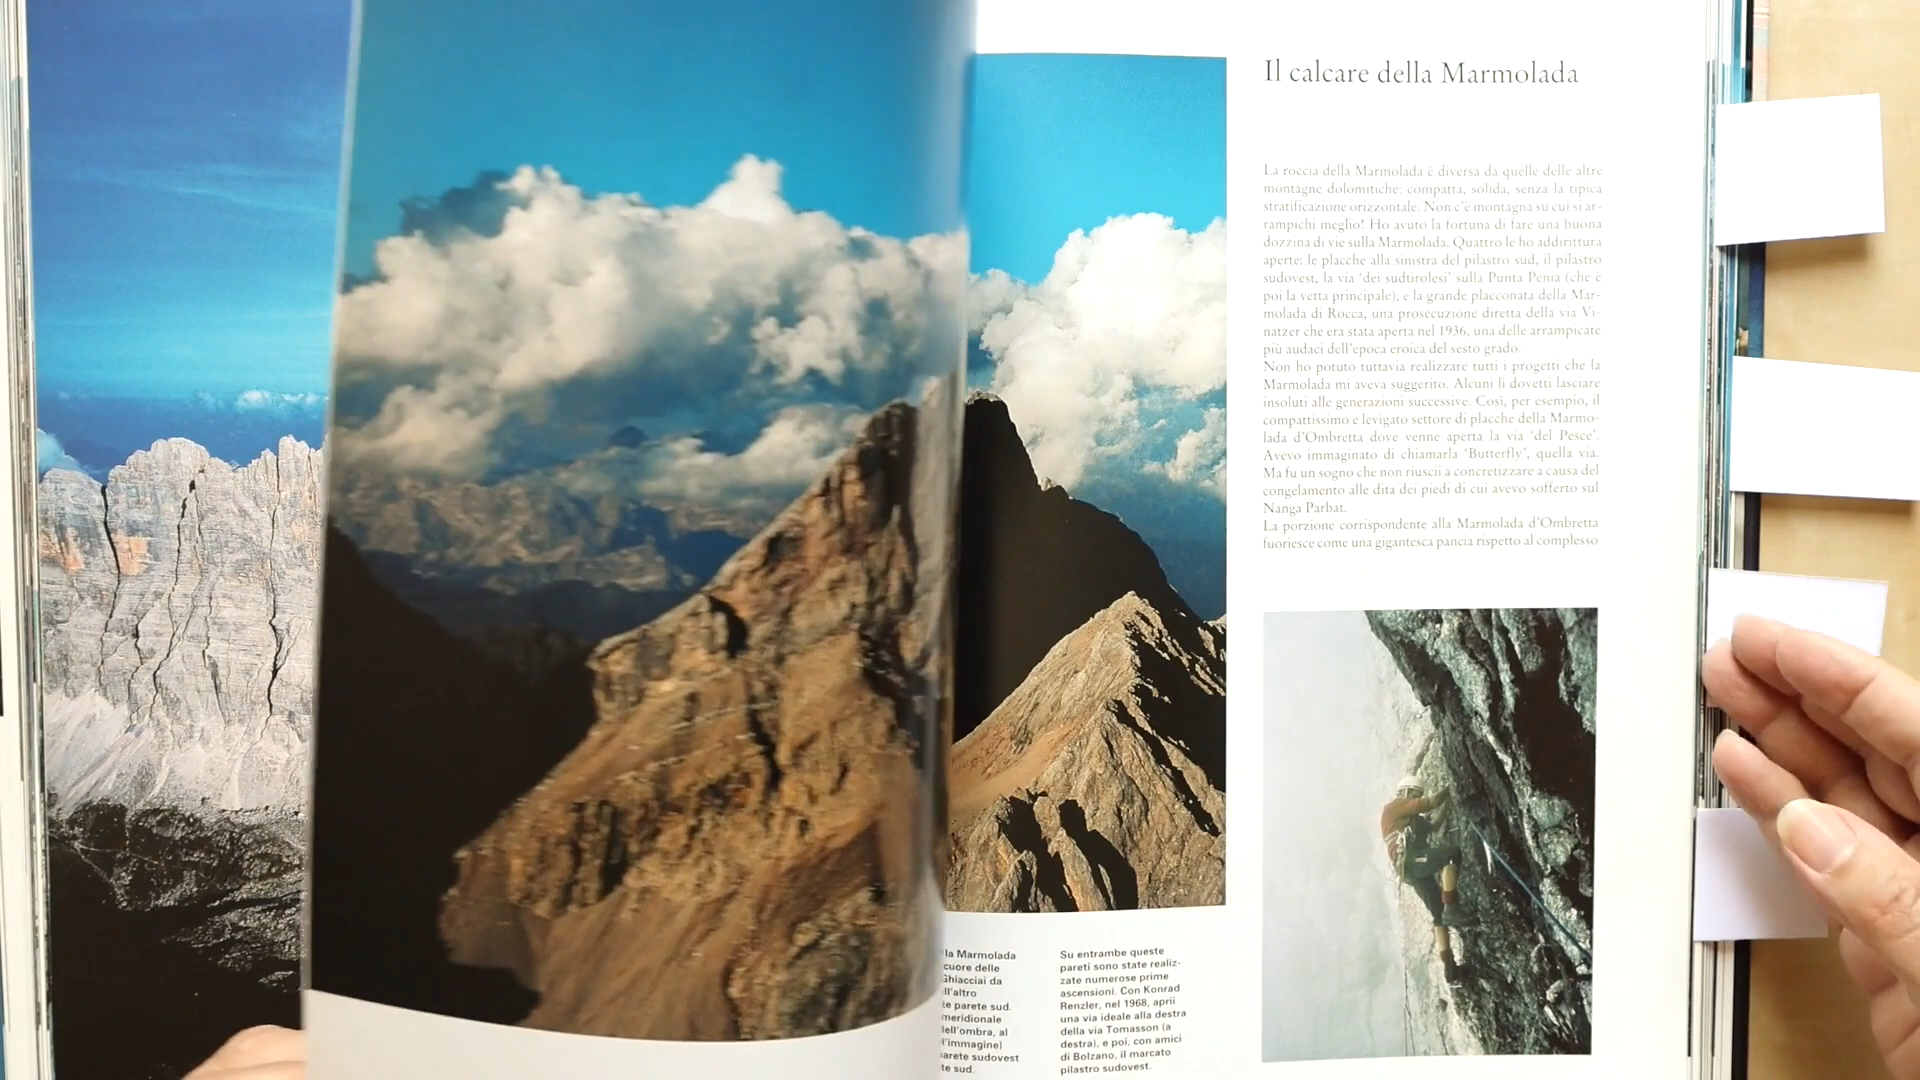 Il calcare della Marmolada
La roccia della Marmolada è diversa da quelle delle altre
montagne dolomitiche: compatta, solida, senza la tipica
stratificazione orizzontale. Non c'è montagna su cui si ar-
rampichi meglio! Ho avuto la fortuna di fare una buona
dozzina di vie sulla Marmolada. Quattro le ho addirittura
aperte: le placche alla sinistra del pilastro sud, il pilastro
sudovest, la via 'dei sudtirolesi' sulla Punta Penia (che è
poi la vetta principale), e la grande placconata della Mar-
molada di Rocca, una prosecuzione diretta della via Vi-
natzer che era stata aperta nel 1936, una delle arrampicate
più audaci dell'epoca eroica del sesto grado.
Non ho potuto tuttavia realizzare tutti i progetti che la
Marmolada mi aveva suggerito. Alcuni li dovetti lasciare
insoluti alle generazioni successive. Così, per esempio, il
compattissimo e levigato settore di placche della Marmo-
lada d'Ombretta dove venne aperta la via 'del Pesce'.
Avevo immaginato di chiamarla 'Butterfly', quella via.
Ma fu un sogno che non riuscii a concretizzare a causa del
congelamento alle dita dei piedi di cui avevo sofferto sul
Nanga Parbat.
La porzione corrispondente alla Marmolada d'Ombretta
fuoriesce come una gigantesca pancia rispetto al complesso
la Marmolada
cuore delle
Ghiacciai da
ll'altro
te parete sud.
meridionale
dell'ombra, al
l'immagine)
parete sudovest
te sud.
Su entrambe queste
pareti sono state realiz-
zate numerose prime
ascensioni. Con Konrad
Renzler, nel 1968, aprii
una via ideale alla destra
della via Tomasson (a
destra), e poi, con amici
di Bolzano, il marcato
pilastro sudovest.